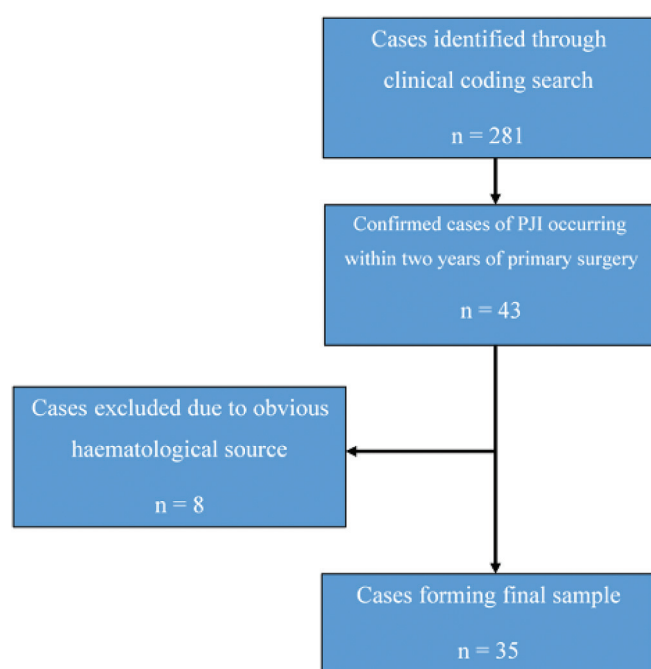 Cases identified through
clinical coding search
n = 281
Confirmed cases of PJI occurring
within two years of primary surgery
n = 43
Cases excluded due to obvious
haematological source
n = 8
Cases forming final sample
n = 35